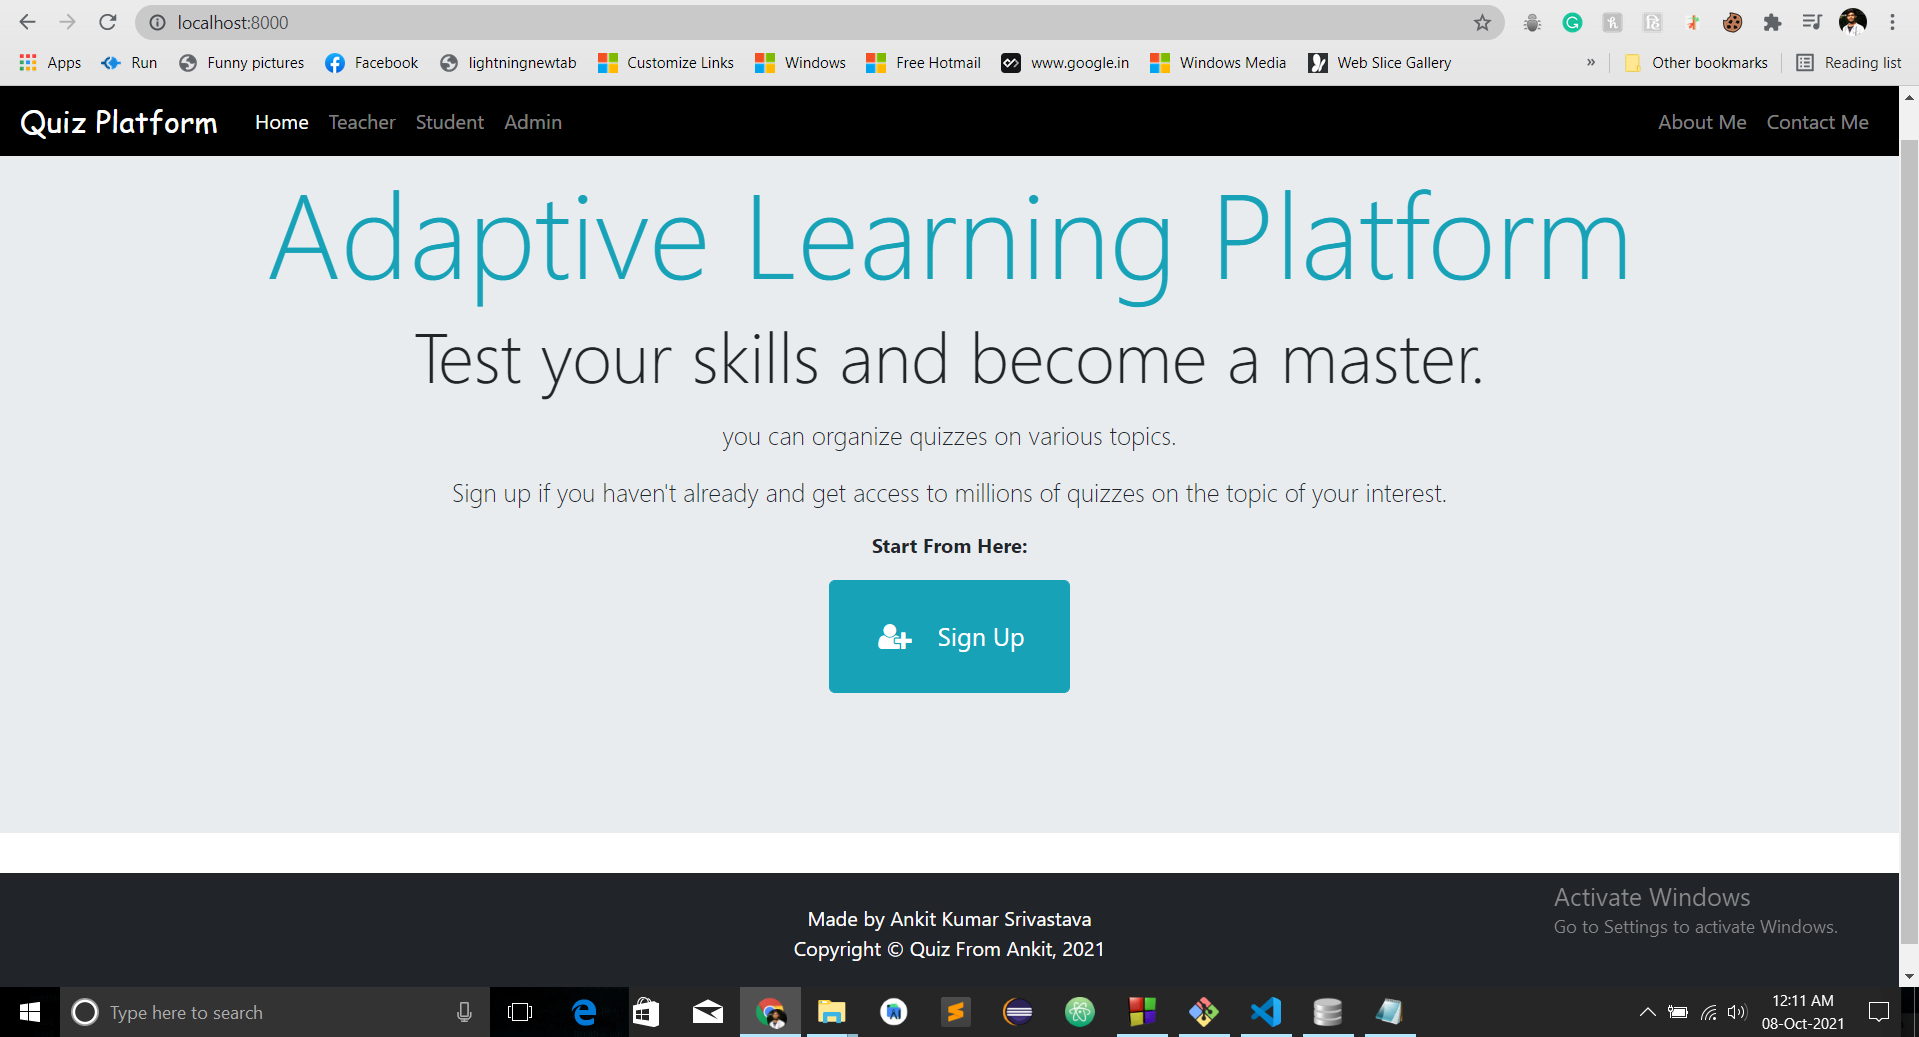 localhost:8000
Apps Run Funny pictures Facebook lightningnewtab Customize Links Windows Free Hotmail www.google.in Windows Media Web Slice Gallery » Other bookmarks Reading list
Quiz Platform Home Teacher Student Admin About Me Contact Me
Adaptive Learning Platform
Test your skills and become a master.
you can organize quizzes on various topics.
Sign up if you haven't already and get access to millions of quizzes on the topic of your interest.
Start From Here:
Sign Up
Activate Windows
Go to Settings to activate Windows.
Made by Ankit Kumar Srivastava
Copyright © Quiz From Ankit, 2021
Type here to search
12:11 AM
08-Oct-2021